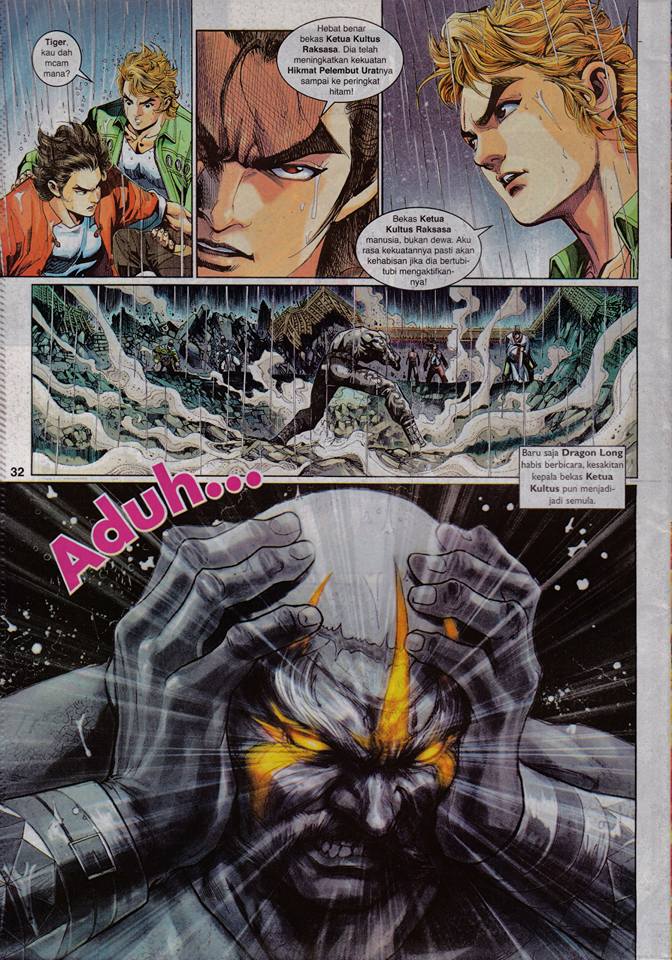 Tiger,
kau dah
mcam
mana?
Hebat benar
bekas Ketua Kultus
Raksasa. Dia telah
meningkatkan kekuatan
Hikmat Pelembut Uratnya
sampai ke peringkat
hitam!
Bekas Ketua
Kultus Raksasa
manusia, bukan dewa. Aku
rasa kekuatannya pasti akan
kehabisan jika dia bertubi-
tubi mengaktifkan-
nya!
32
Baru saja Dragon Long
habis berbicara, kesakitan
kepala bekas Ketua
Kultus pun menjadi-
jadi semula.
Aduh...